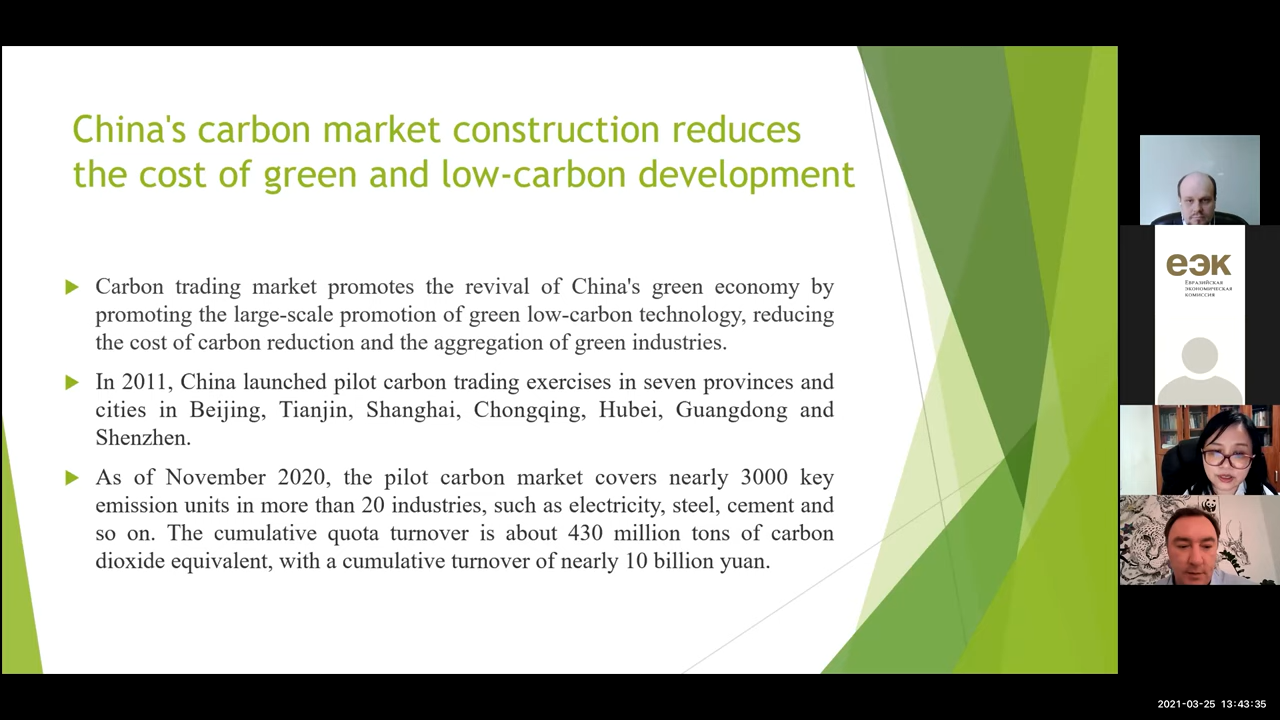 China's carbon market construction reduces
the cost of green and low-carbon development
Carbon trading market promotes the revival of China's green economy by
promoting the large-scale promotion of green low-carbon technology, reducing
the cost of carbon reduction and the aggregation of green industries.
In 2011, China launched pilot carbon trading exercises in seven provinces and
cities in Beijing, Tianjin, Shanghai, Chongqing, Hubei, Guangdong and
Shenzhen.
As of November 2020, the pilot carbon market covers nearly 3000 key
emission units in more than 20 industries, such as electricity, steel, cement and
so on. The cumulative quota turnover is about 430 million tons of carbon
dioxide equivalent, with a cumulative turnover of nearly 10 billion yuan.
еэк
ЕВРАЗИЙСКАЯ
ЭКОНОМИЧЕСКАЯ
КОМИССИЯ
2021-03-25 13:43:35